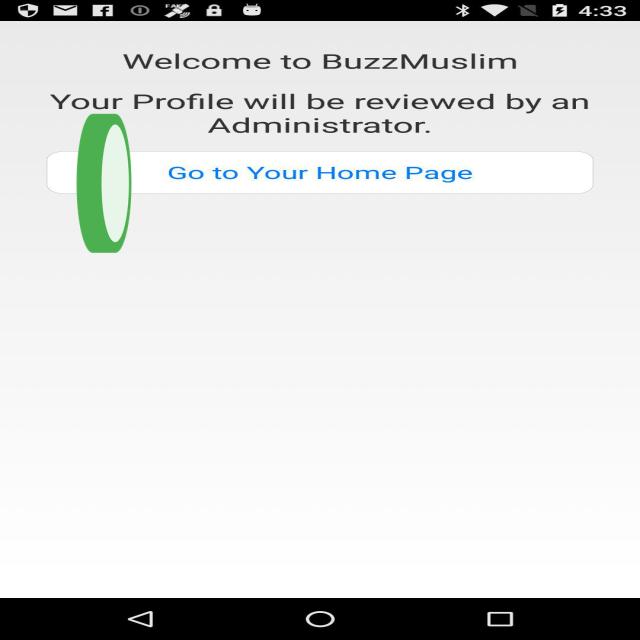 4:33
Welcome to BuzzMuslim
Your Profile will be reviewed by an
Administrator.
Go to Your Home Page